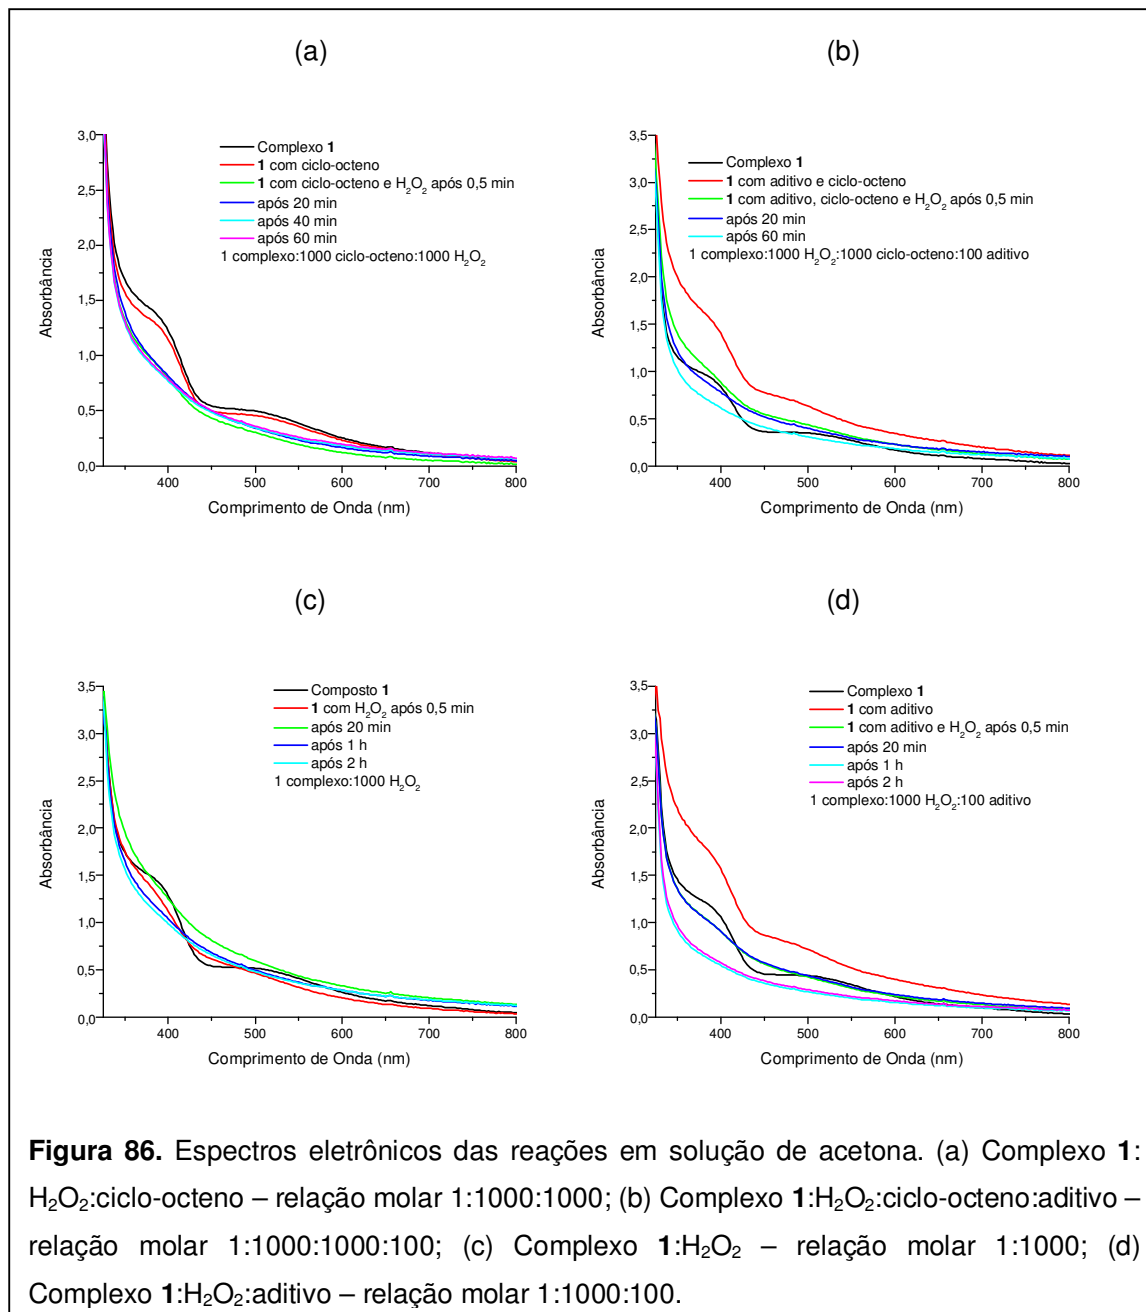 (a)
3,0
2,5
2,0
1,5
1,0
0,5
0,0
Absorbância
Complexo 1
1 com ciclo-octeno
1 com ciclo-octeno e H₂O₂ após 0,5 min
após 20 min
após 40 min
após 60 min
1 complexo:1000 ciclo-octeno:1000 H₂O₂
400 500 600 700 800
Comprimento de Onda (nm)
(b)
3,5
3,0
2,5
2,0
1,5
1,0
0,5
0,0
Absorbância
Complexo 1
1 com aditivo e ciclo-octeno
1 com aditivo, ciclo-octeno e H₂O₂ após 0,5 min
após 20 min
após 60 min
1 complexo:1000 H₂O₂:1000 ciclo-octeno:100 aditivo
400 500 600 700 800
Comprimento de Onda (nm)
(c)
3,5
3,0
2,5
2,0
1,5
1,0
0,5
0,0
Absorbância
Composto 1
1 com H₂O₂ após 0,5 min
após 20 min
após 1 h
após 2 h
1 complexo:1000 H₂O₂
400 500 600 700 800
Comprimento de Onda (nm)
(d)
3,5
3,0
2,5
2,0
1,5
1,0
0,5
0,0
Absorbância
Complexo 1
1 com aditivo
1 com aditivo e H₂O₂ após 0,5 min
após 20 min
após 1 h
após 2 h
1 complexo:1000 H₂O₂:100 aditivo
400 500 600 700 800
Comprimento de Onda (nm)
Figura 86. Espectros eletrônicos das reações em solução de acetona. (a) Complexo 1:
H₂O₂:ciclo-octeno – relação molar 1:1000:1000; (b) Complexo 1:H₂O₂:ciclo-octeno:aditivo –
relação molar 1:1000:1000:100; (c) Complexo 1:H₂O₂ – relação molar 1:1000; (d)
Complexo 1:H₂O₂:aditivo – relação molar 1:1000:100.